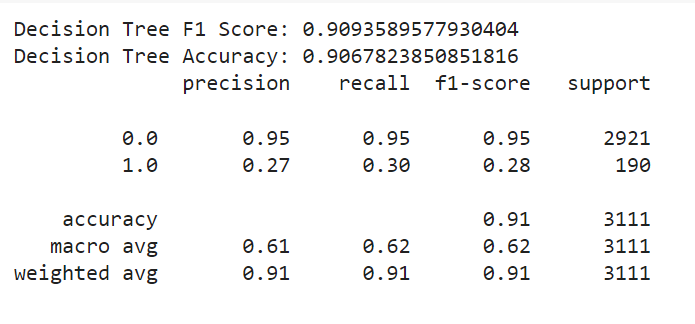 Decision Tree F1 Score: 0.9093589577930404
Decision Tree Accuracy: 0.9067823850851816
precision recall f1-score support
0.0 0.95 0.95 0.95 2921
1.0 0.27 0.30 0.28 190
accuracy 0.91 3111
macro avg 0.61 0.62 0.62 3111
weighted avg 0.91 0.91 0.91 3111